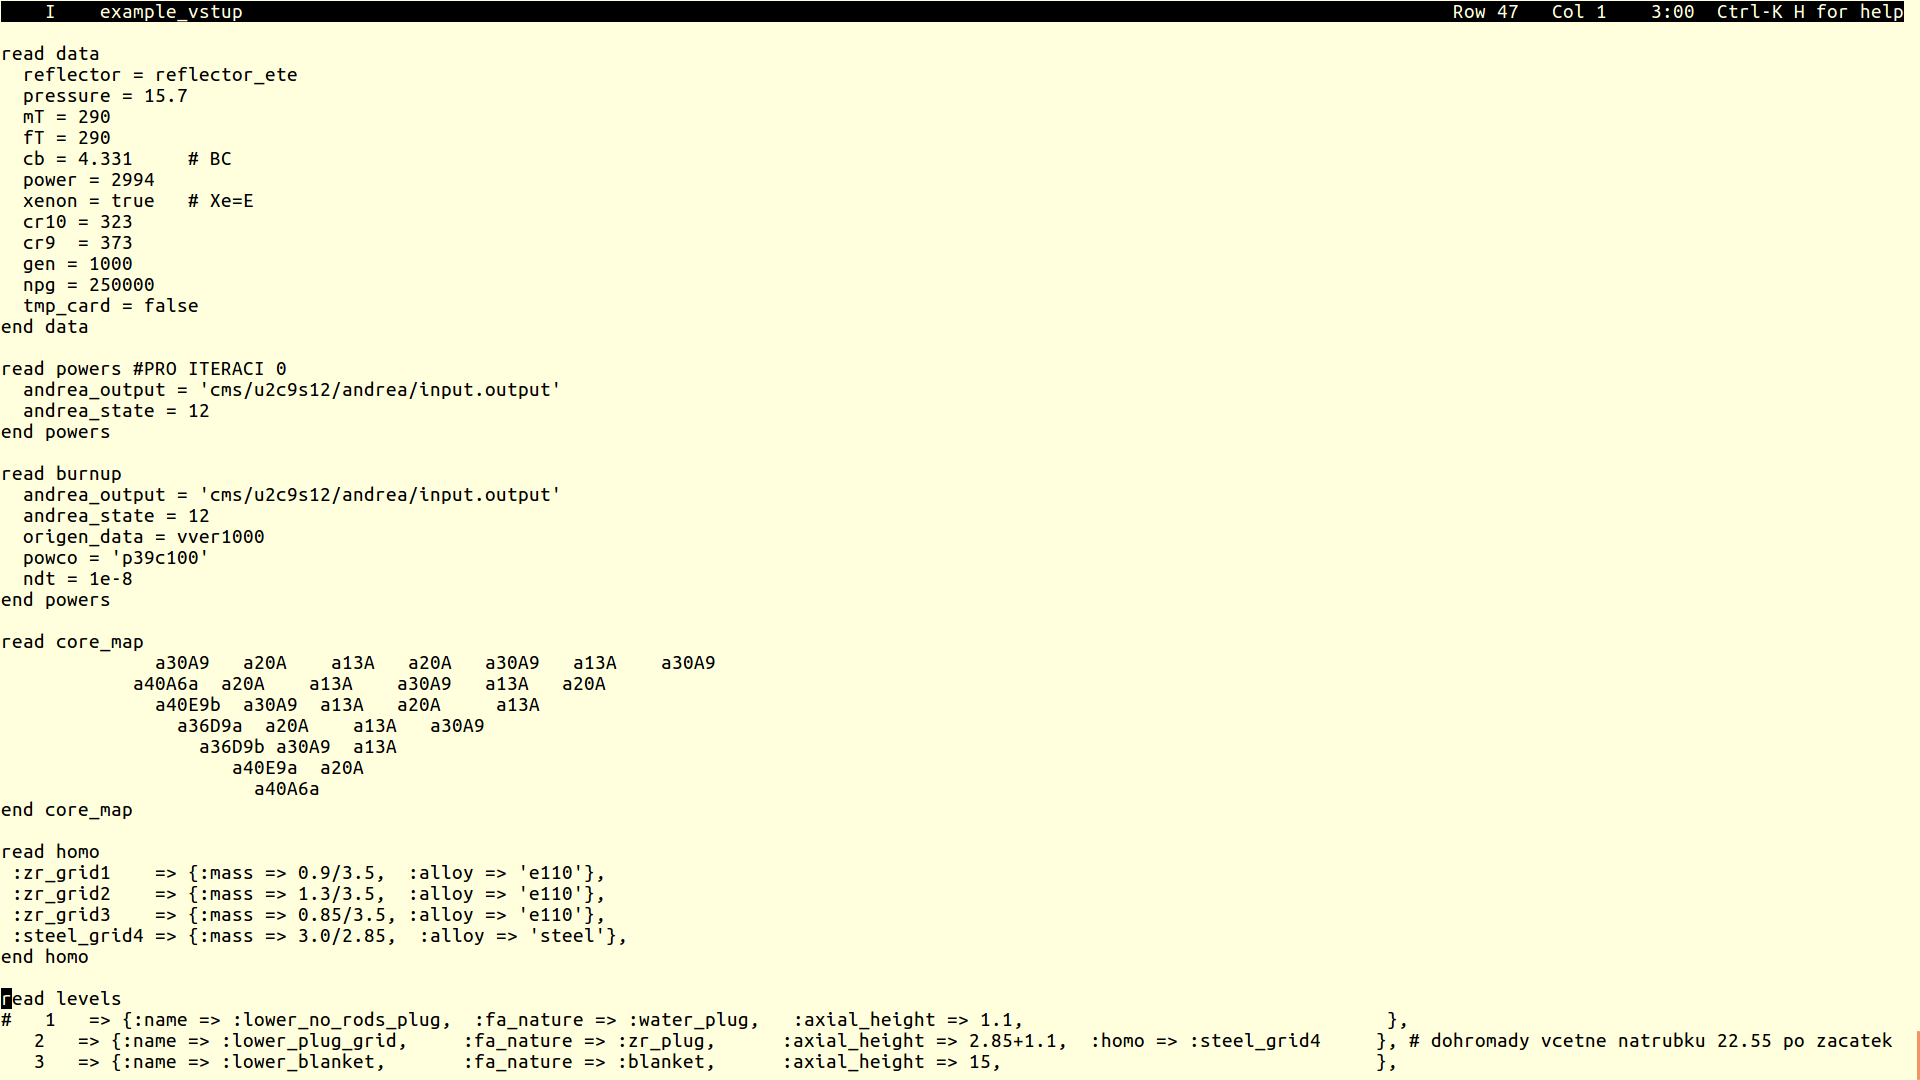 I    example_vstup    Row 47   Col 1    3:00  Ctrl-K H for help
read data
  reflector = reflector_ete
  pressure = 15.7
  mT = 290
  fT = 290
  cb = 4.331     # BC
  power = 2994
  xenon = true   # Xe=E
  cr10 = 323
  cr9  = 373
  gen = 1000
  npg = 250000
  tmp_card = false
end data
read powers #PRO ITERACI 0
  andrea_output = 'cms/u2c9s12/andrea/input.output'
  andrea_state = 12
end powers
read burnup
  andrea_output = 'cms/u2c9s12/andrea/input.output'
  andrea_state = 12
  origen_data = vver1000
  powco = 'p39c100'
  ndt = 1e-8
end powers
read core_map
              a30A9   a20A    a13A   a20A   a30A9   a13A    a30A9
            a40A6a  a20A    a13A    a30A9   a13A   a20A
              a40E9b  a30A9  a13A   a20A     a13A
                a36D9a  a20A    a13A   a30A9
                  a36D9b a30A9  a13A
                     a40E9a  a20A
                       a40A6a
end core_map
read homo
 :zr_grid1    => {:mass => 0.9/3.5,  :alloy => 'e110'},
 :zr_grid2    => {:mass => 1.3/3.5,  :alloy => 'e110'},
 :zr_grid3    => {:mass => 0.85/3.5, :alloy => 'e110'},
 :steel_grid4 => {:mass => 3.0/2.85,  :alloy => 'steel'},
end homo
read levels
#   1   => {:name => :lower_no_rods_plug,  :fa_nature => :water_plug,   :axial_height => 1.1,                                 },
   2   => {:name => :lower_plug_grid,     :fa_nature => :zr_plug,      :axial_height => 2.85+1.1,  :homo => :steel_grid4     }, # dohromady vcetne natrubku 22.55 po zacatek
   3   => {:name => :lower_blanket,       :fa_nature => :blanket,      :axial_height => 15,                                  },